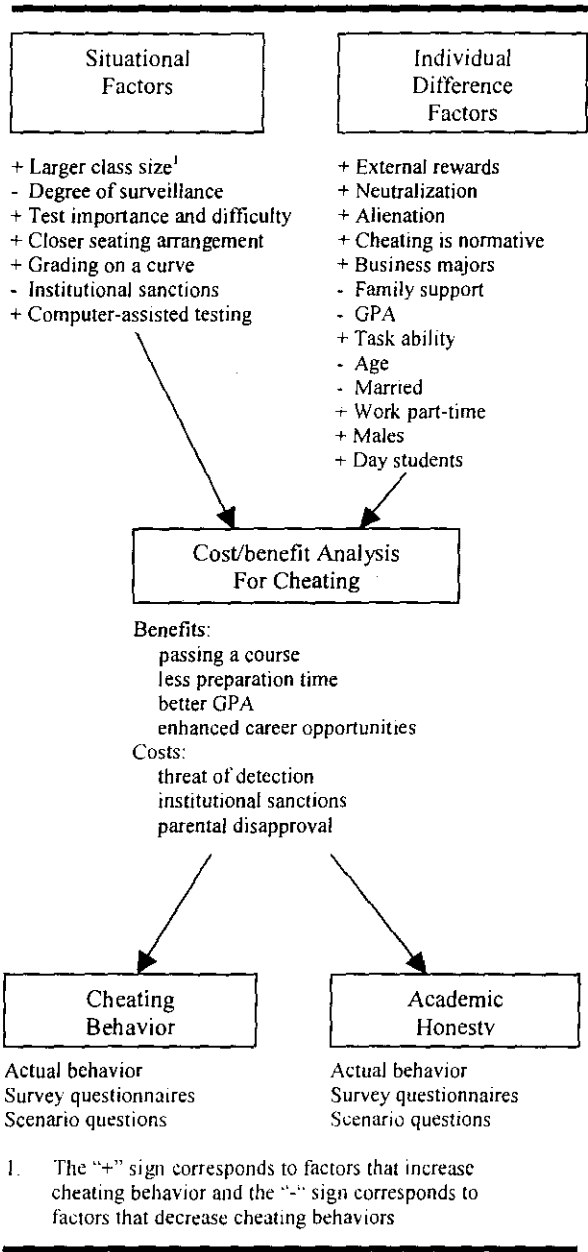 Situational
Factors
Individual
Difference
Factors
+ Larger class size¹
- Degree of surveillance
+ Test importance and difficulty
+ Closer seating arrangement
+ Grading on a curve
- Institutional sanctions
+ Computer-assisted testing
+ External rewards
+ Neutralization
+ Alienation
+ Cheating is normative
+ Business majors
- Family support
- GPA
+ Task ability
- Age
- Married
+ Work part-time
+ Males
+ Day students
Cost/benefit Analysis
For Cheating
Benefits:
passing a course
less preparation time
better GPA
enhanced career opportunities
Costs:
threat of detection
institutional sanctions
parental disapproval
Cheating
Behavior
Actual behavior
Survey questionnaires
Scenario questions
Academic
Honesty
Actual behavior
Survey questionnaires
Scenario questions
1. The "+" sign corresponds to factors that increase
cheating behavior and the "-" sign corresponds to
factors that decrease cheating behaviors